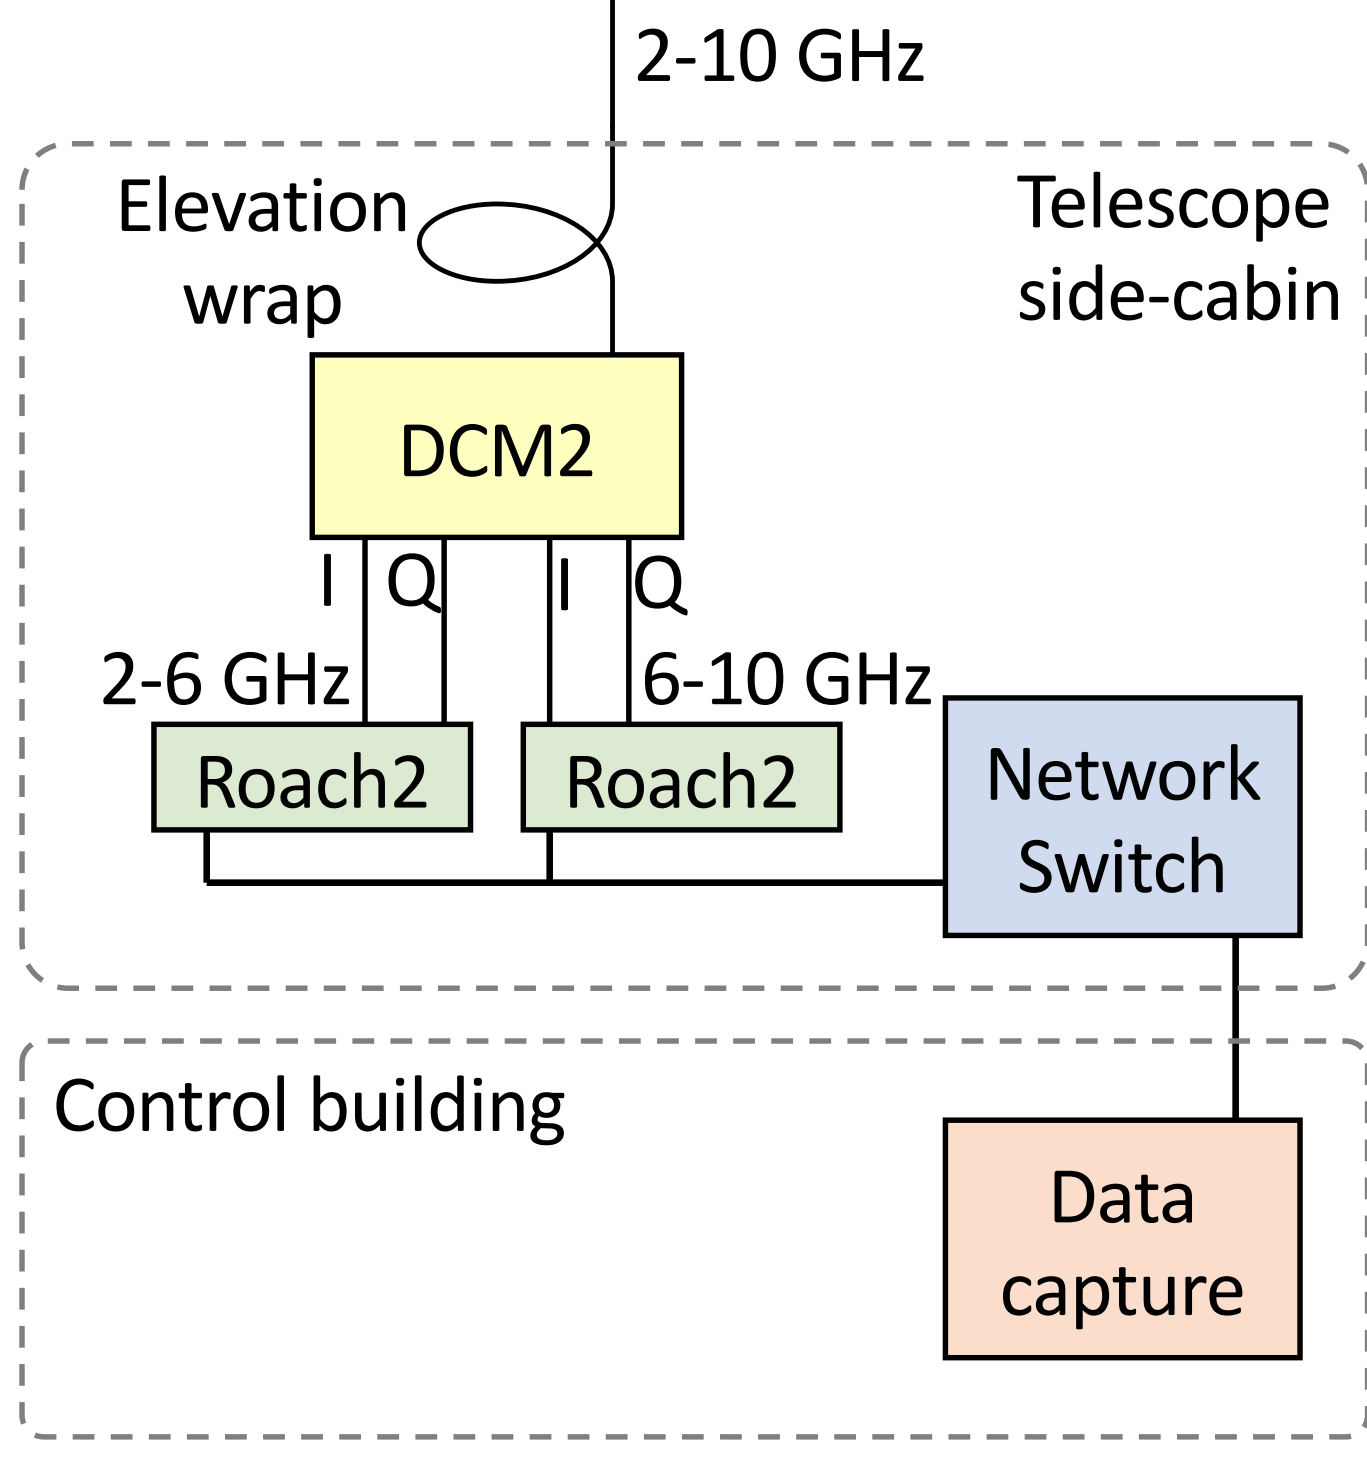 2-10 GHz
Elevation
wrap
Telescope
side-cabin
DCM2
I Q I Q
2-6 GHz
6-10 GHz
Roach2
Roach2
Network
Switch
Control building
Data
capture